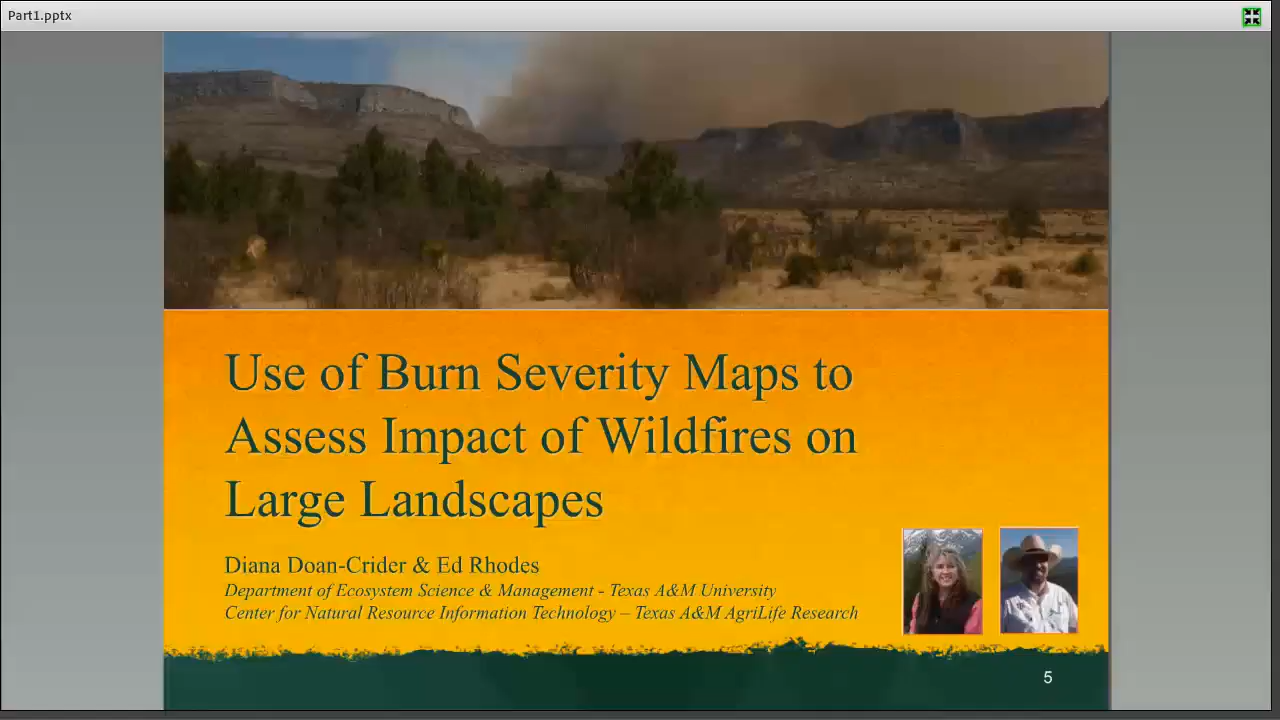 Part1.pptx
Use of Burn Severity Maps to
Assess Impact of Wildfires on
Large Landscapes
Diana Doan-Crider & Ed Rhodes
Department of Ecosystem Science & Management - Texas A&M University
Center for Natural Resource Information Technology – Texas A&M AgriLife Research
5